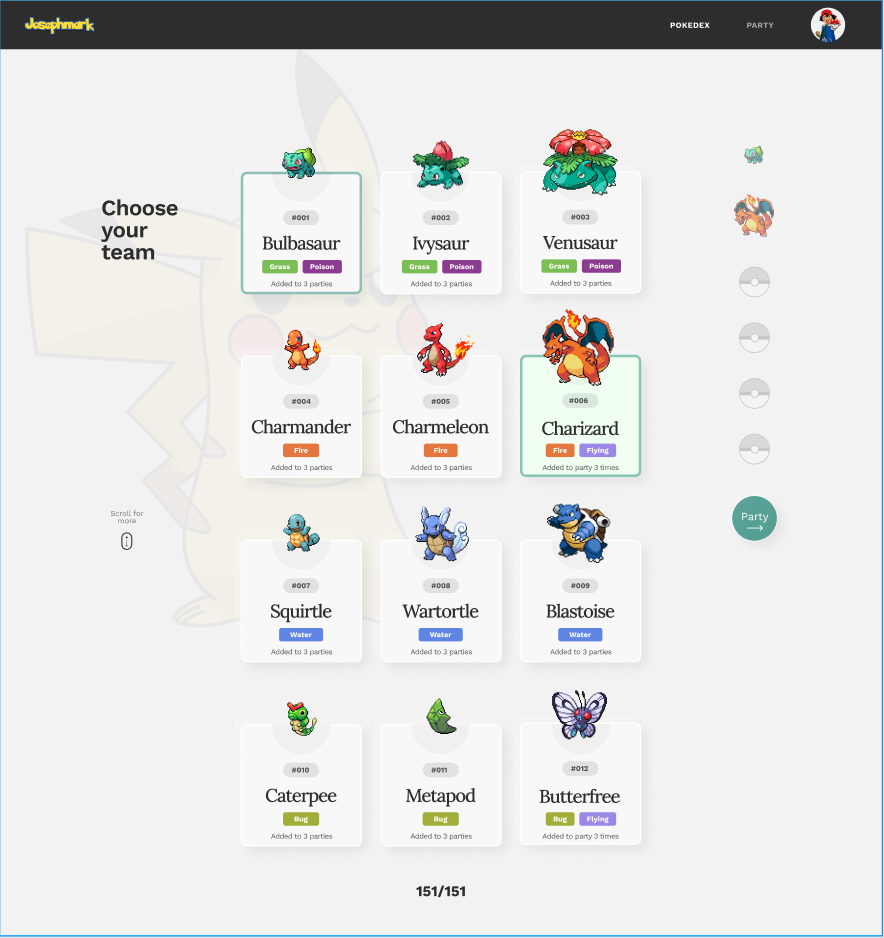 Josephmark
POKEDEX
PARTY
Choose
your
team
#001
Bulbasaur
Grass Poison
Added to 3 parties
#002
Ivysaur
Grass Poison
Added to 3 parties
#003
Venusaur
Grass Poison
Added to 3 parties
#004
Charmander
Fire
Added to 3 parties
#005
Charmeleon
Fire
Added to 3 parties
#006
Charizard
Fire Flying
Added to party 3 times
Scroll for
more
#007
Squirtle
Water
Added to 3 parties
#008
Wartortle
Water
Added to 3 parties
#009
Blastoise
Water
Added to 3 parties
Party
#010
Caterpee
Bug
Added to 3 parties
#011
Metapod
Bug
Added to 3 parties
#012
Butterfree
Bug Flying
Added to party 3 times
151/151